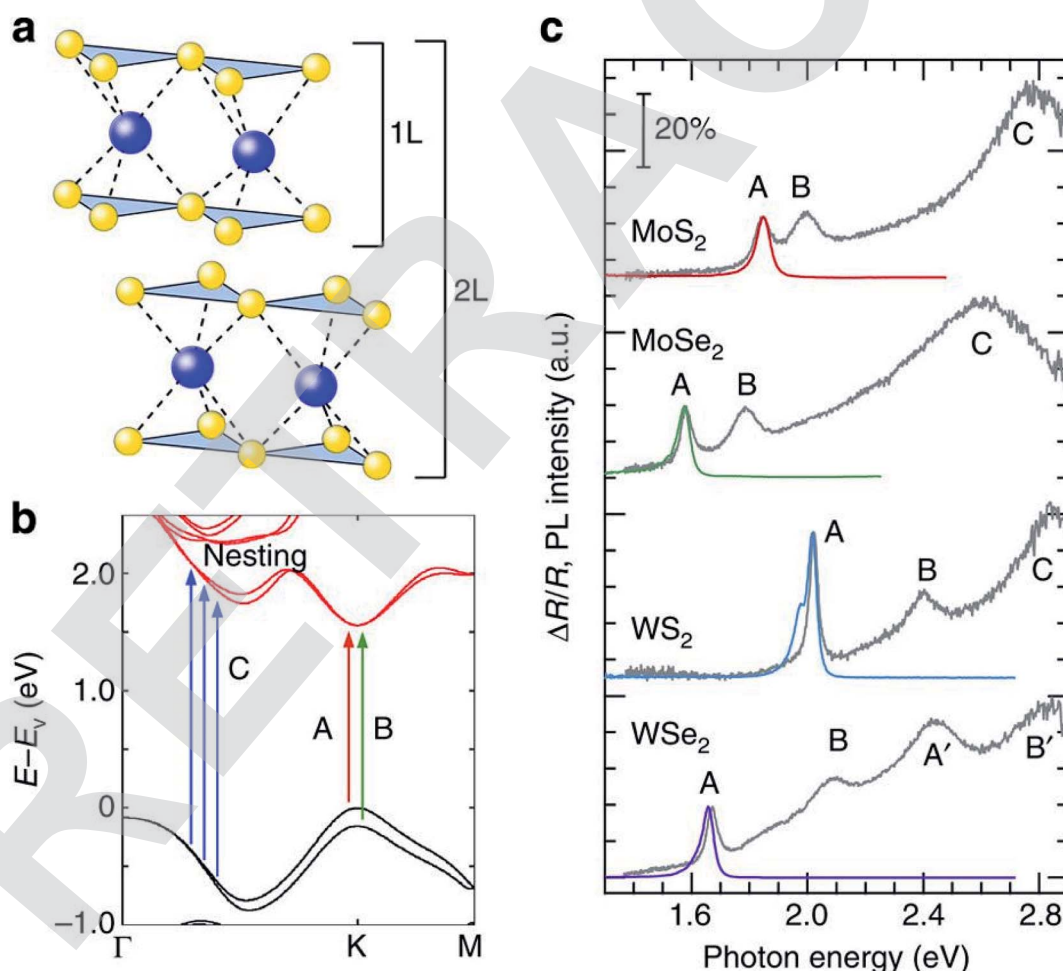 a
1L
2L
b
Nesting
2.0
1.0
0
–1.0
E–Eᵥ (eV)
C
A
B
Γ
K
M
c
20%
A
B
C
MoS₂
A
B
C
MoSe₂
A
B
C
WS₂
A
B
A′
B′
WSe₂
ΔR/R, PL intensity (a.u.)
1.6
2.0
2.4
2.8
Photon energy (eV)
RETRAC